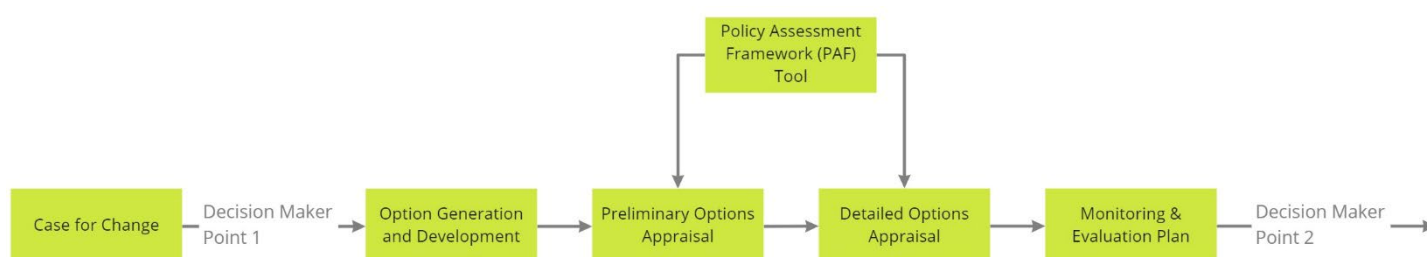 Policy Assessment
Framework (PAF)
Tool
Case for Change
Decision Maker
Point 1
Option Generation
and Development
Preliminary Options
Appraisal
Detailed Options
Appraisal
Monitoring &
Evaluation Plan
Decision Maker
Point 2